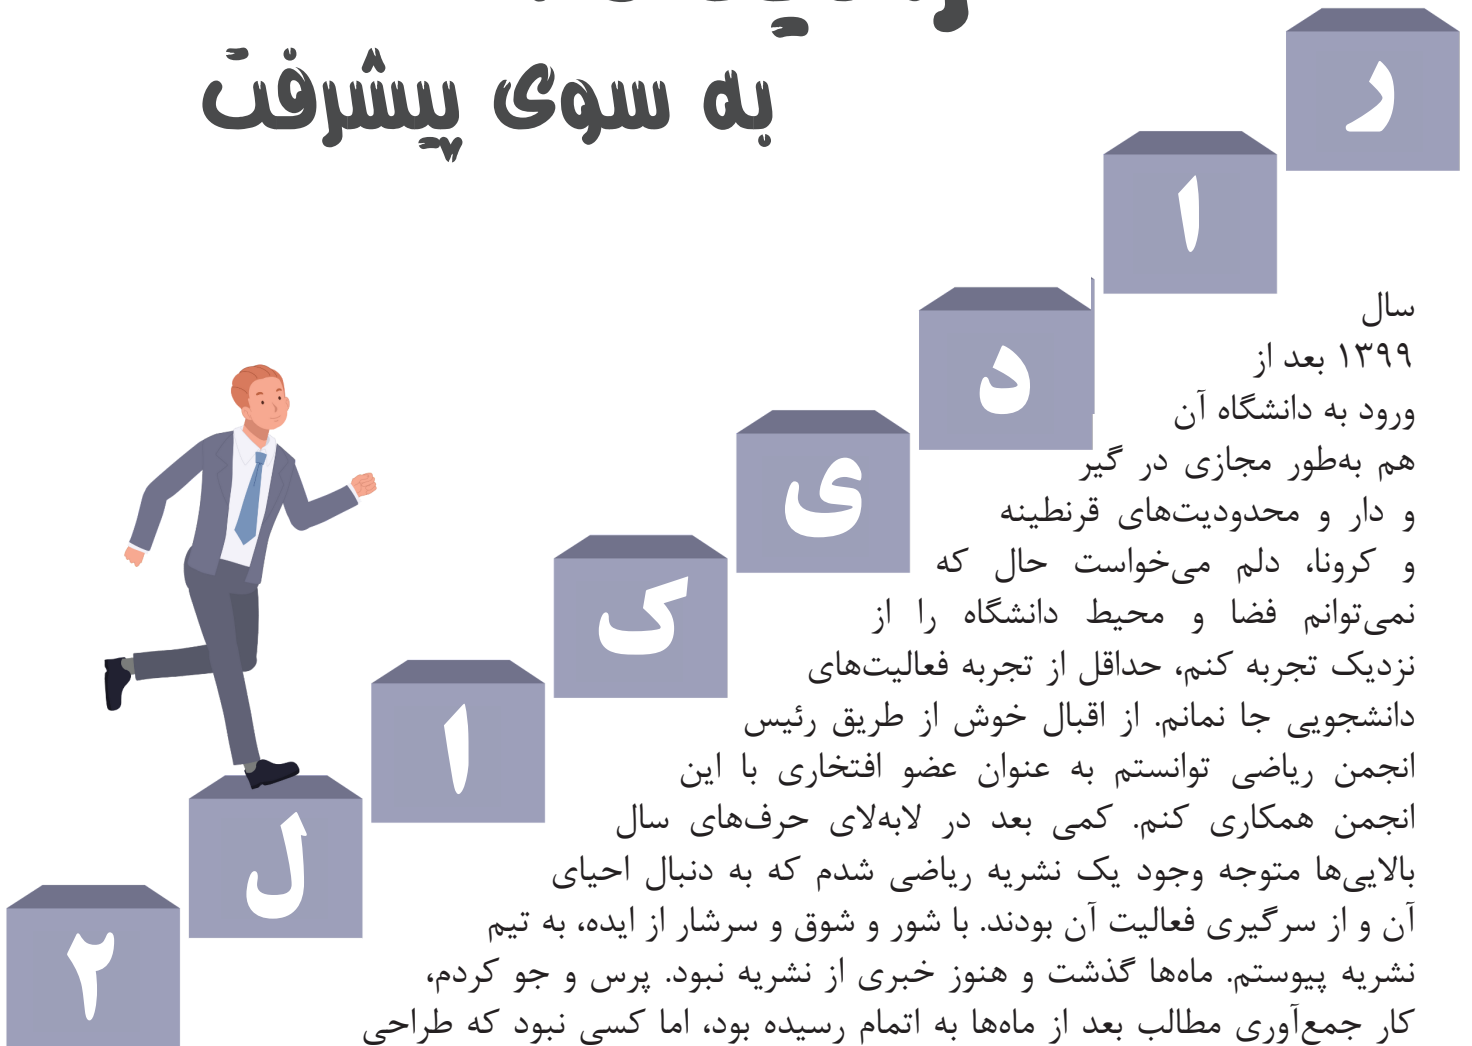 به سوی پیشرفت
ر
ا
د
ی
ک
ا
ل
۲
سال
۱۳۹۹ بعد از
ورود به دانشگاه آن
هم به‌طور مجازی در گیر
و دار و محدودیت‌های قرنطینه
و کرونا، دلم می‌خواست حال که
نمی‌توانم فضا و محیط دانشگاه را از
نزدیک تجربه کنم، حداقل از تجربه فعالیت‌های
دانشجویی جا نمانم. از اقبال خوش از طریق رئیس
انجمن ریاضی توانستم به عنوان عضو افتخاری با این
انجمن همکاری کنم. کمی بعد در لابه‌لای حرف‌های سال
بالایی‌ها متوجه وجود یک نشریه ریاضی شدم که به دنبال احیای
آن و از سرگیری فعالیت آن بودند. با شور و شوق و سرشار از ایده، به تیم
نشریه پیوستم. ماه‌ها گذشت و هنوز خبری از نشریه نبود. پرس و جو کردم،
کار جمع‌آوری مطالب بعد از ماه‌ها به اتمام رسیده بود، اما کسی نبود که طراحی